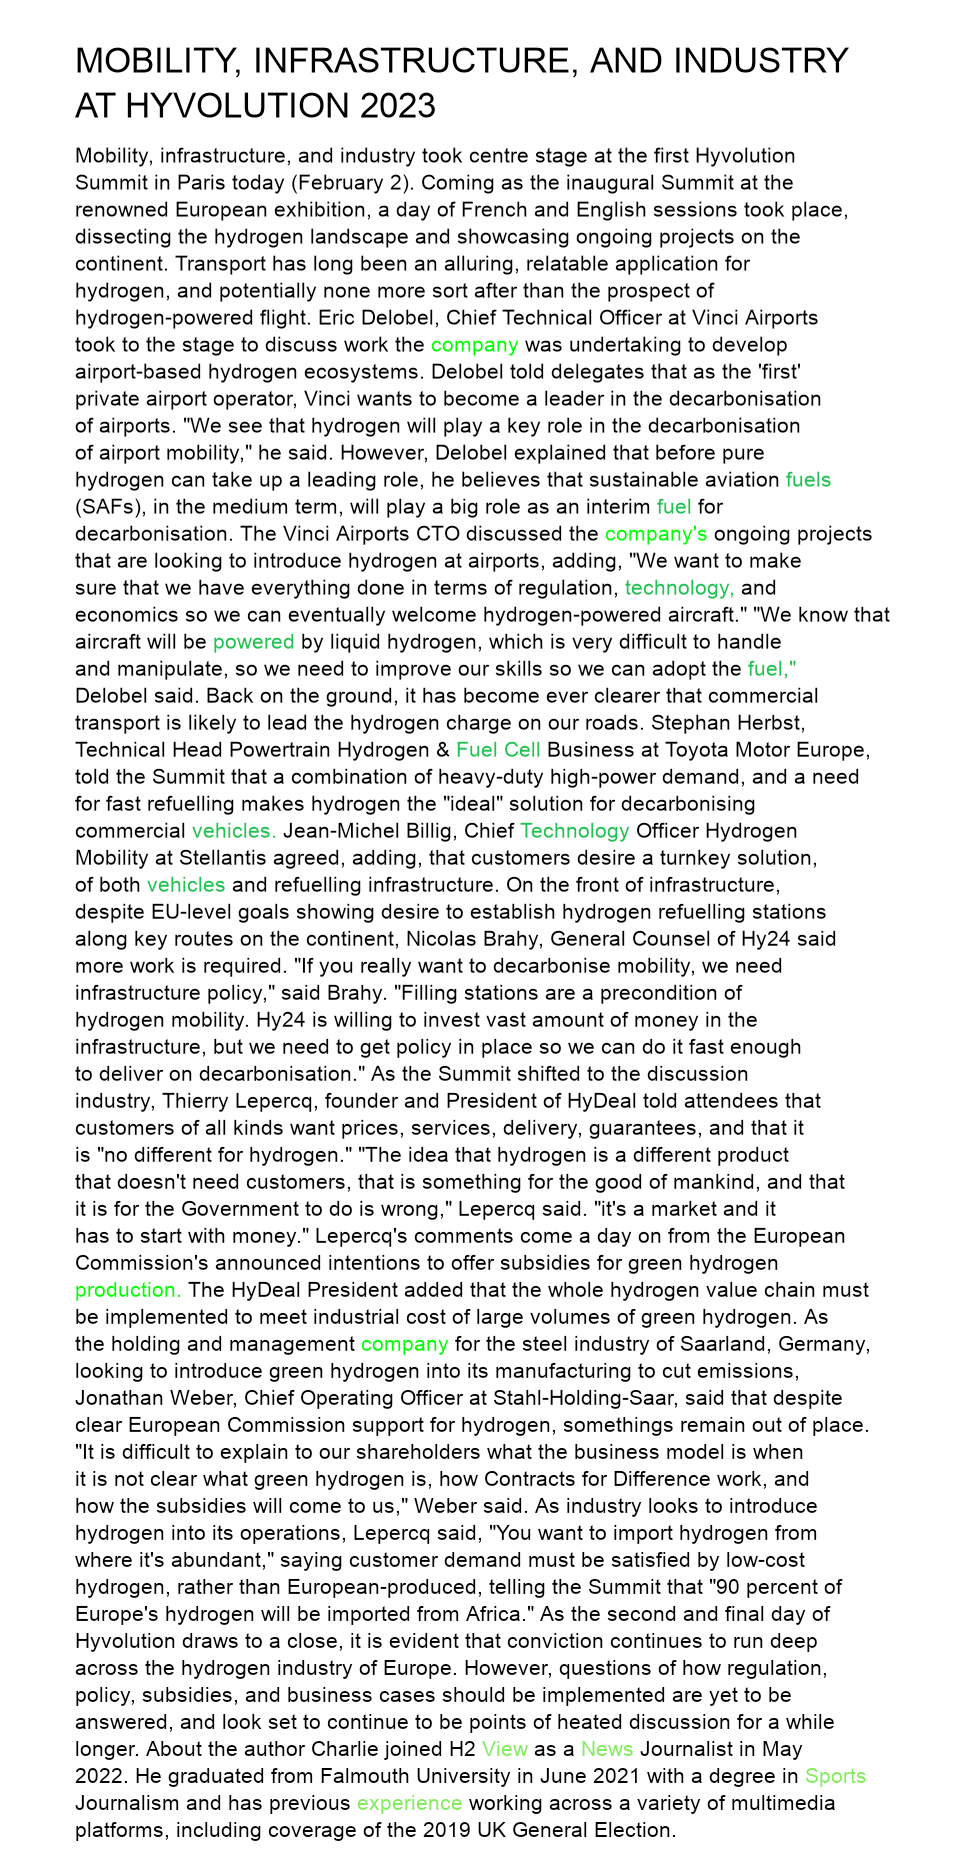 MOBILITY, INFRASTRUCTURE, AND INDUSTRY
AT HYVOLUTION 2023
Mobility, infrastructure, and industry took centre stage at the first Hyvolution
Summit in Paris today (February 2). Coming as the inaugural Summit at the
renowned European exhibition, a day of French and English sessions took place,
dissecting the hydrogen landscape and showcasing ongoing projects on the
continent. Transport has long been an alluring, relatable application for
hydrogen, and potentially none more sort after than the prospect of
hydrogen-powered flight. Eric Delobel, Chief Technical Officer at Vinci Airports
took to the stage to discuss work the company was undertaking to develop
airport-based hydrogen ecosystems. Delobel told delegates that as the 'first'
private airport operator, Vinci wants to become a leader in the decarbonisation
of airports. "We see that hydrogen will play a key role in the decarbonisation
of airport mobility," he said. However, Delobel explained that before pure
hydrogen can take up a leading role, he believes that sustainable aviation fuels
(SAFs), in the medium term, will play a big role as an interim fuel for
decarbonisation. The Vinci Airports CTO discussed the company's ongoing projects
that are looking to introduce hydrogen at airports, adding, "We want to make
sure that we have everything done in terms of regulation, technology, and
economics so we can eventually welcome hydrogen-powered aircraft." "We know that
aircraft will be powered by liquid hydrogen, which is very difficult to handle
and manipulate, so we need to improve our skills so we can adopt the fuel,"
Delobel said. Back on the ground, it has become ever clearer that commercial
transport is likely to lead the hydrogen charge on our roads. Stephan Herbst,
Technical Head Powertrain Hydrogen & Fuel Cell Business at Toyota Motor Europe,
told the Summit that a combination of heavy-duty high-power demand, and a need
for fast refuelling makes hydrogen the "ideal" solution for decarbonising
commercial vehicles. Jean-Michel Billig, Chief Technology Officer Hydrogen
Mobility at Stellantis agreed, adding, that customers desire a turnkey solution,
of both vehicles and refuelling infrastructure. On the front of infrastructure,
despite EU-level goals showing desire to establish hydrogen refuelling stations
along key routes on the continent, Nicolas Brahy, General Counsel of Hy24 said
more work is required. "If you really want to decarbonise mobility, we need
infrastructure policy," said Brahy. "Filling stations are a precondition of
hydrogen mobility. Hy24 is willing to invest vast amount of money in the
infrastructure, but we need to get policy in place so we can do it fast enough
to deliver on decarbonisation." As the Summit shifted to the discussion
industry, Thierry Lepercq, founder and President of HyDeal told attendees that
customers of all kinds want prices, services, delivery, guarantees, and that it
is "no different for hydrogen." "The idea that hydrogen is a different product
that doesn't need customers, that is something for the good of mankind, and that
it is for the Government to do is wrong," Lepercq said. "it's a market and it
has to start with money." Lepercq's comments come a day on from the European
Commission's announced intentions to offer subsidies for green hydrogen
production. The HyDeal President added that the whole hydrogen value chain must
be implemented to meet industrial cost of large volumes of green hydrogen. As
the holding and management company for the steel industry of Saarland, Germany,
looking to introduce green hydrogen into its manufacturing to cut emissions,
Jonathan Weber, Chief Operating Officer at Stahl-Holding-Saar, said that despite
clear European Commission support for hydrogen, somethings remain out of place.
"It is difficult to explain to our shareholders what the business model is when
it is not clear what green hydrogen is, how Contracts for Difference work, and
how the subsidies will come to us," Weber said. As industry looks to introduce
hydrogen into its operations, Lepercq said, "You want to import hydrogen from
where it's abundant," saying customer demand must be satisfied by low-cost
hydrogen, rather than European-produced, telling the Summit that "90 percent of
Europe's hydrogen will be imported from Africa." As the second and final day of
Hyvolution draws to a close, it is evident that conviction continues to run deep
across the hydrogen industry of Europe. However, questions of how regulation,
policy, subsidies, and business cases should be implemented are yet to be
answered, and look set to continue to be points of heated discussion for a while
longer. About the author Charlie joined H2 View as a News Journalist in May
2022. He graduated from Falmouth University in June 2021 with a degree in Sports
Journalism and has previous experience working across a variety of multimedia
platforms, including coverage of the 2019 UK General Election.